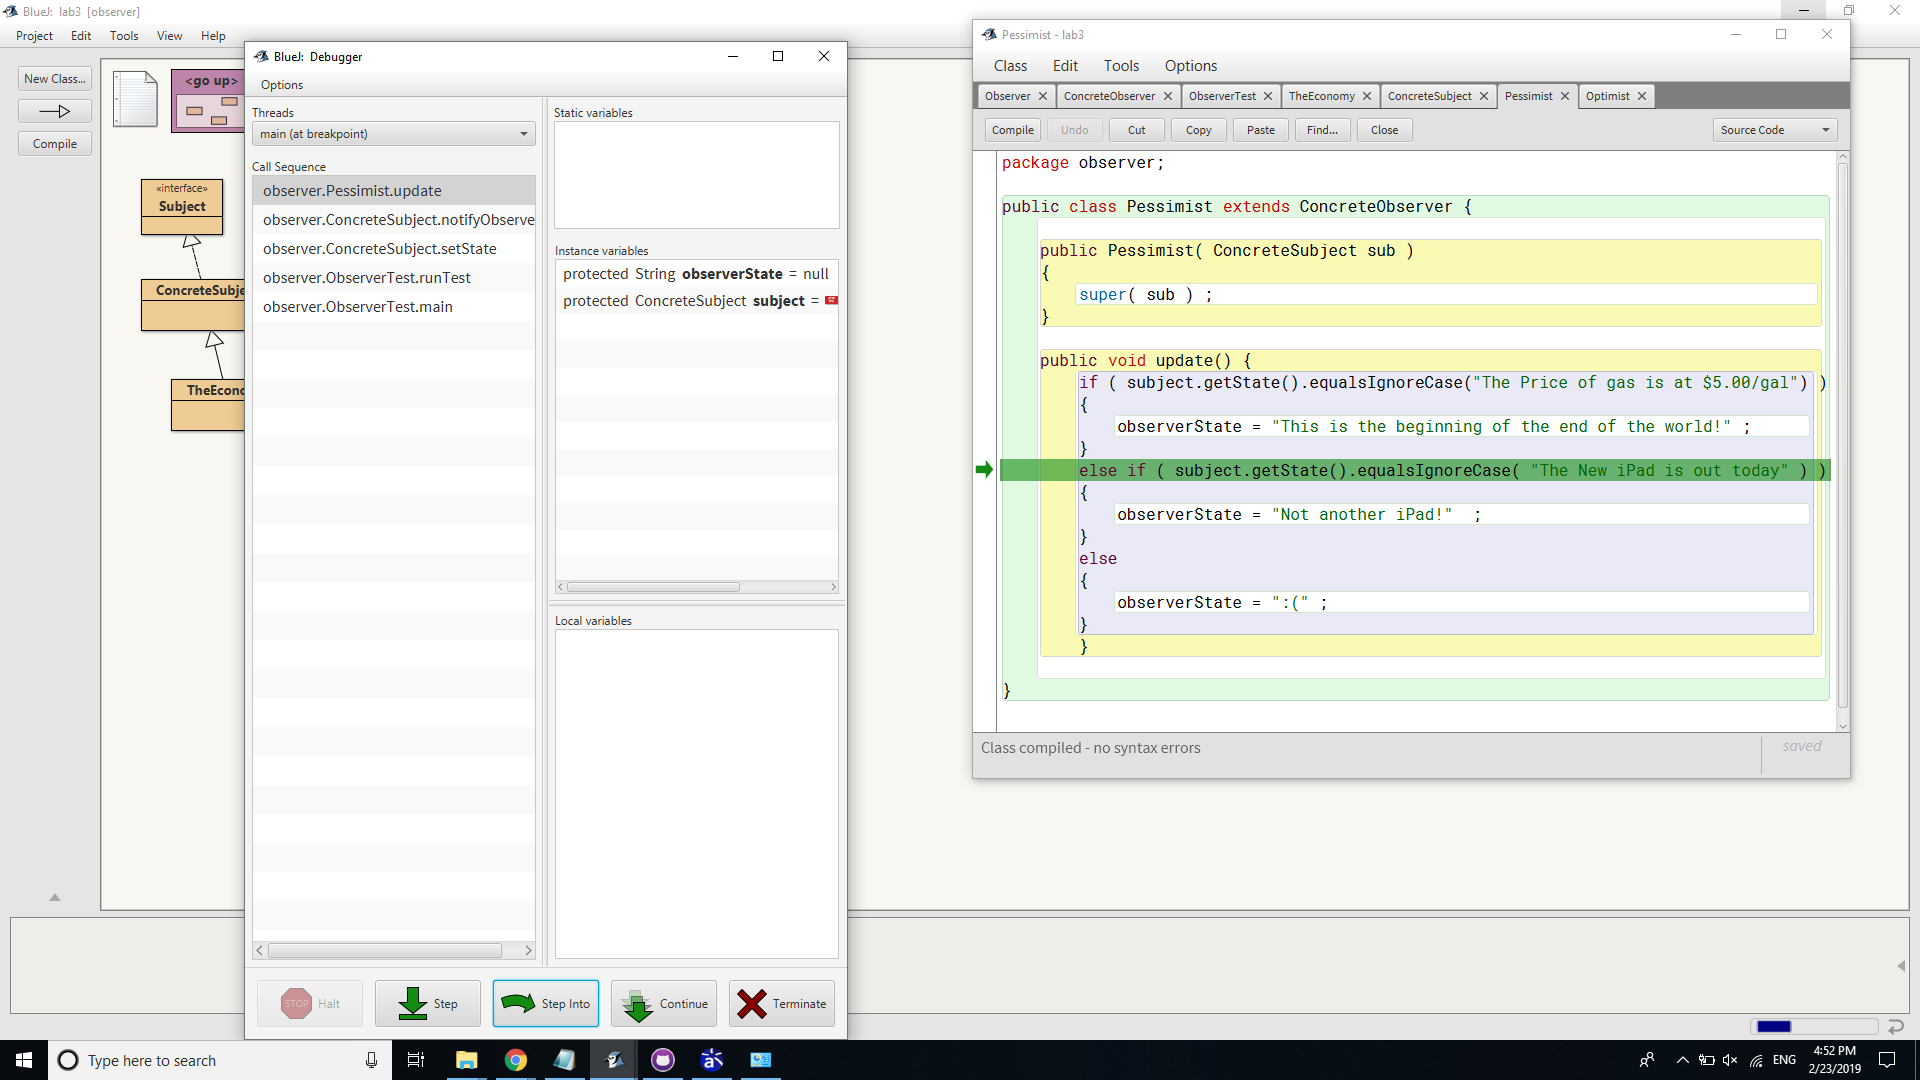 BlueJ: lab3 [observer]
Project Edit Tools View Help
New Class...
Compile
<go up>
«interface»
Subject
ConcreteSubje
TheEcono
BlueJ: Debugger
Options
Threads
main (at breakpoint)
Call Sequence
observer.Pessimist.update
observer.ConcreteSubject.notifyObserve
observer.ConcreteSubject.setState
observer.ObserverTest.runTest
observer.ObserverTest.main
Static variables
Instance variables
protected String observerState = null
protected ConcreteSubject subject =
Local variables
STOP Halt
Step
Step Into
Continue
Terminate
Pessimist - lab3
Class Edit Tools Options
Observer ConcreteObserver ObserverTest TheEconomy ConcreteSubject Pessimist Optimist
Compile Undo Cut Copy Paste Find... Close Source Code
package observer;
public class Pessimist extends ConcreteObserver {
public Pessimist( ConcreteSubject sub )
{
super( sub ) ;
}
public void update() {
if ( subject.getState().equalsIgnoreCase("The Price of gas is at $5.00/gal") )
{
observerState = "This is the beginning of the end of the world!" ;
}
else if ( subject.getState().equalsIgnoreCase( "The New iPad is out today" ) )
{
observerState = "Not another iPad!"  ;
}
else
{
observerState = ":(" ;
}
}
}
Class compiled - no syntax errors
saved
Type here to search
ENG
4:52 PM
2/23/2019